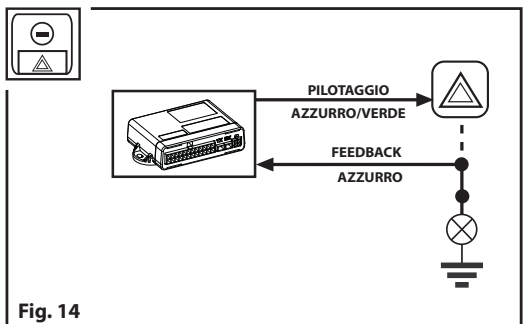 PILOTAGGIO
AZZURRO/VERDE
FEEDBACK
AZZURRO
Fig. 14